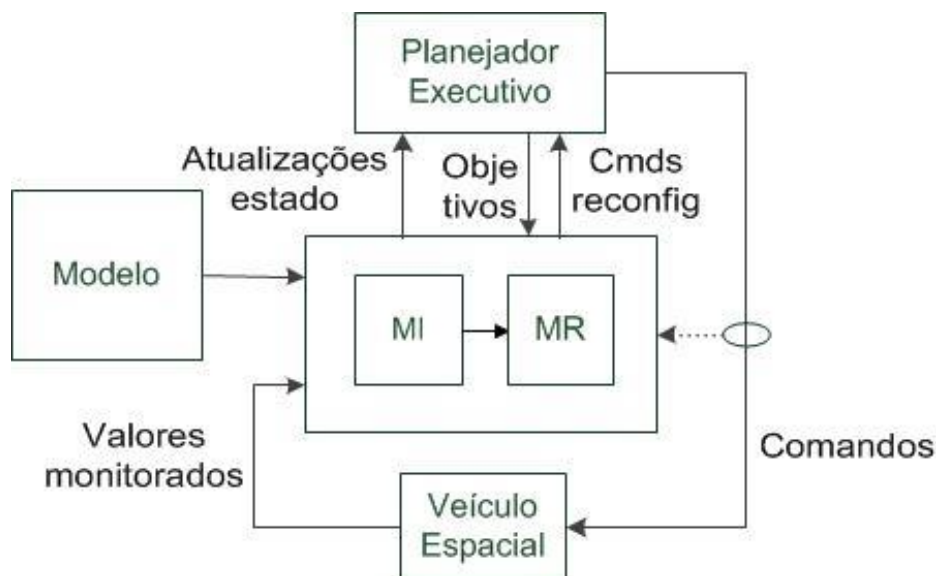 Planejador
Executivo
Atualizações
estado
Obje
tivos
Cmds
reconfig
Modelo
MI
MR
Valores
monitorados
Comandos
Veículo
Espacial